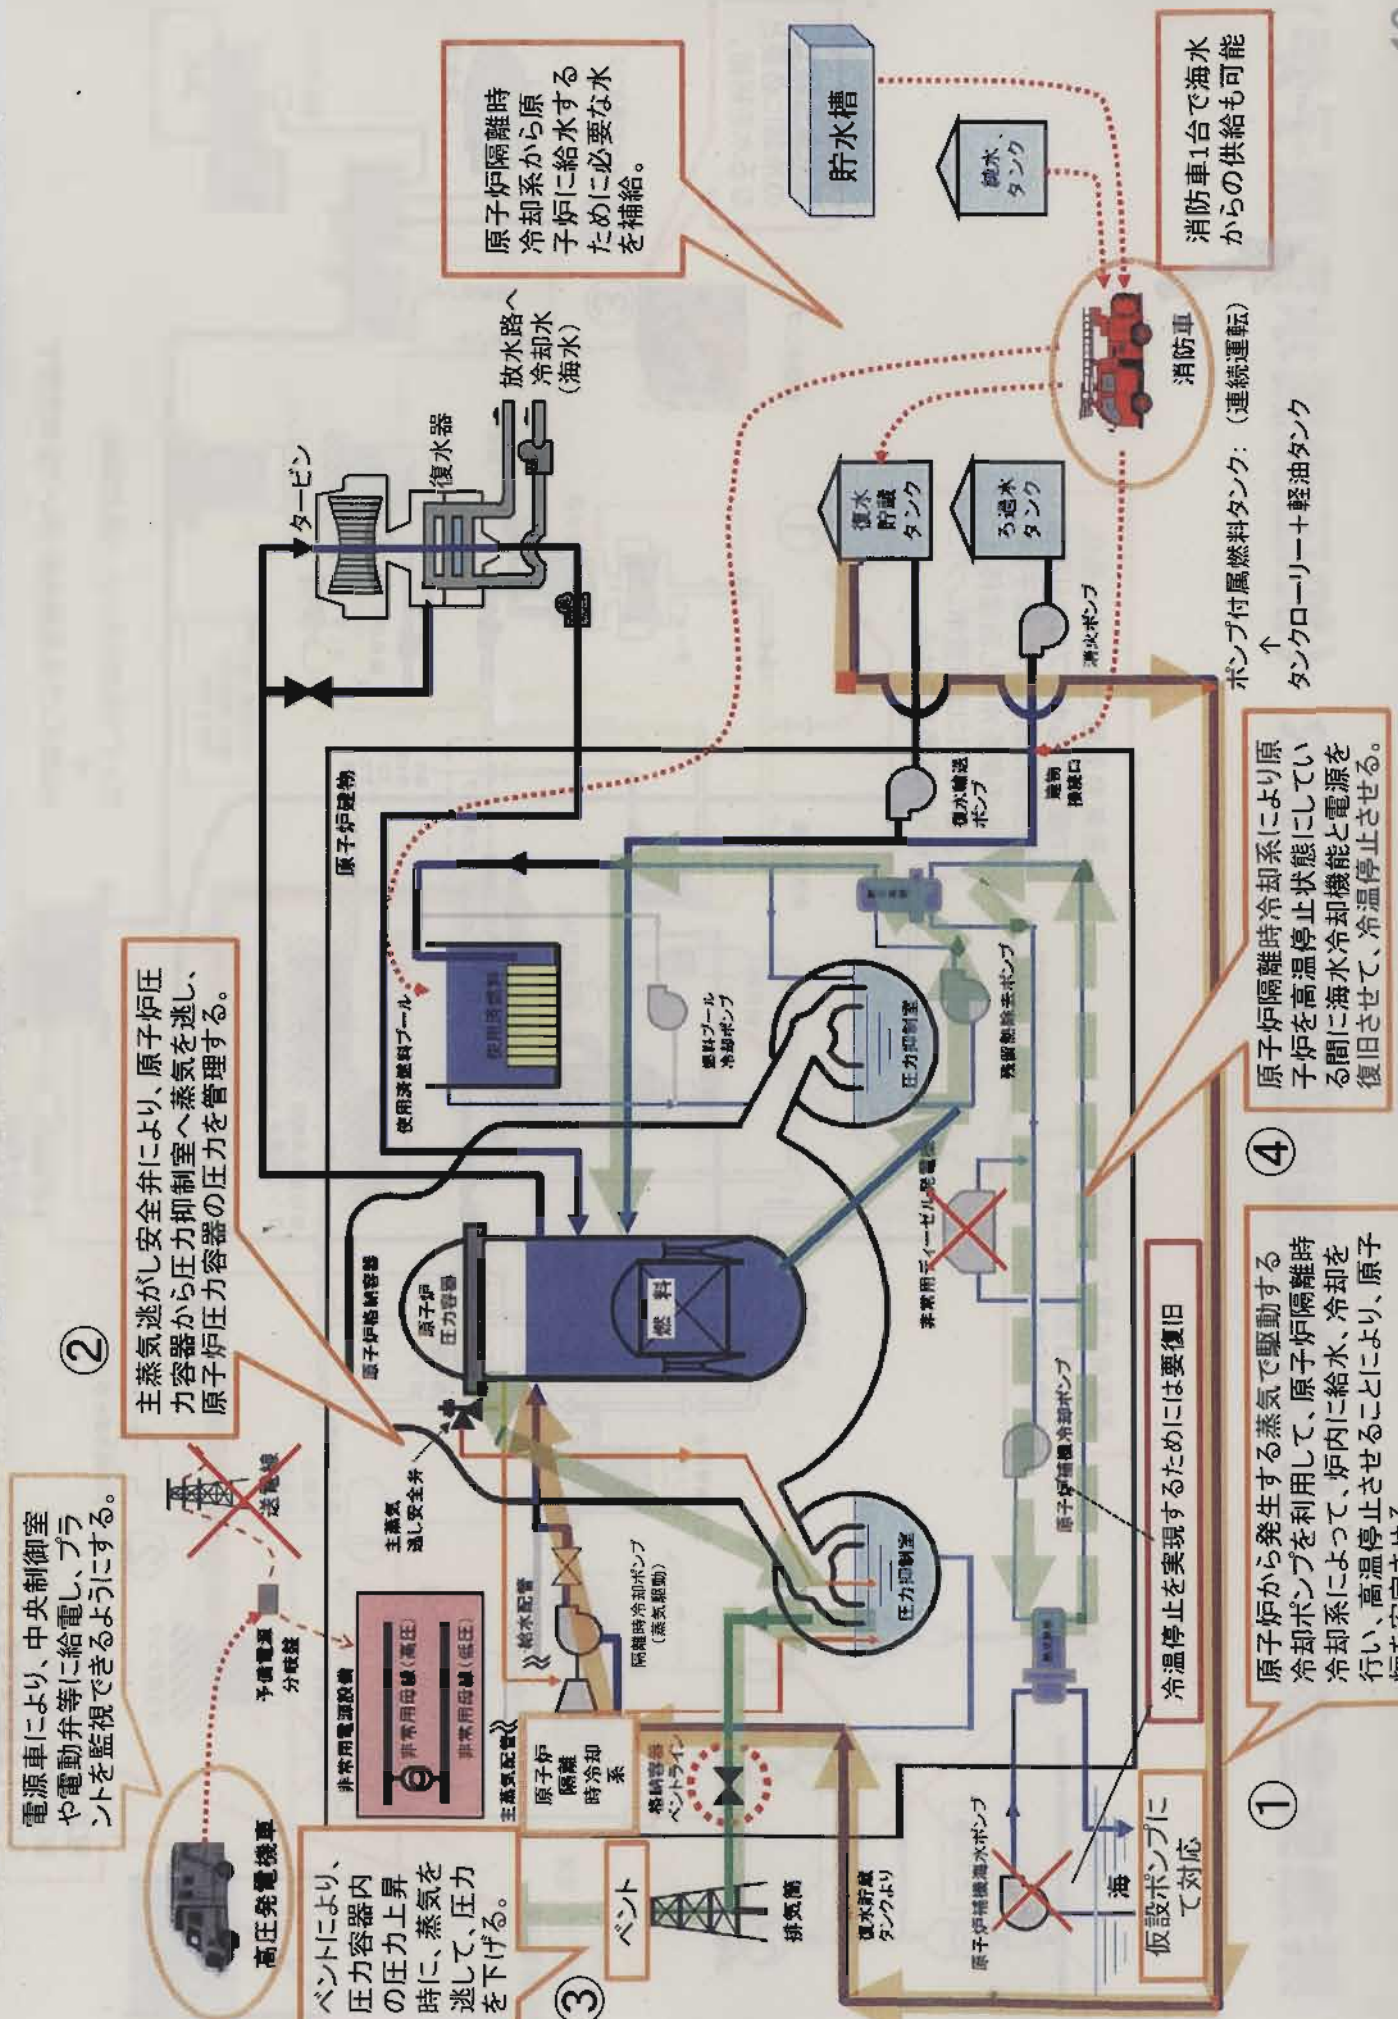 電源車により、中央制御室
や電動弁等に給電し、プラ
ントを監視できるようにする。
高圧発電機車
予備電源
分岐盤
送電線
非常用電源設備
非常用母線(高圧)
非常用母線(低圧)
②
主蒸気逃がし安全弁により、原子炉圧
力容器から圧力抑制室へ蒸気を逃し、
原子炉圧力容器の圧力を管理する。
タービン
復水器
放水路へ
冷却水
(海水)
原子炉隔離時
冷却系から原
子炉に給水する
ために必要な水
を補給。
貯水槽
純水
タンク
消防車1台で海水
からの供給も可能
消防車
復水
貯蔵
タンク
ろ過水
タンク
消火ポンプ
復水輸送
ポンプ
建物
接続口
ポンプ付属燃料タンク:(連続運転)
↑
タンクローリー+軽油タンク
原子炉建物
使用済燃料プール
使用済燃料
燃料プール
冷却ポンプ
原子炉格納容器
原子炉
圧力容器
燃料
主蒸気
逃し安全弁
給水配管
隔離時冷却ポンプ
(蒸気駆動)
主蒸気配管
原子炉
隔離
時冷却
系
格納容器
ベントライン
圧力抑制室
圧力抑制室
残留熱除去ポンプ
非常用ディーゼル発電機
原子炉補機冷却ポンプ
③
ベントにより、
圧力容器内
の圧力上昇
時に、蒸気を
逃して、圧力
を下げる。
ベント
排気筒
復水貯蔵
タンクより
原子炉補機海水ポンプ
海
仮設ポンプに
て対応
冷温停止を実現するためには要復旧
①
原子炉から発生する蒸気で駆動する
冷却ポンプを利用して、原子炉隔離時
冷却系によって、炉内に給水、冷却を
行い、高温停止させることにより、原子
④
原子炉隔離時冷却系により原
子炉を高温停止状態にしてい
る間に海水冷却機能と電源を
復旧させて、冷温停止させる。